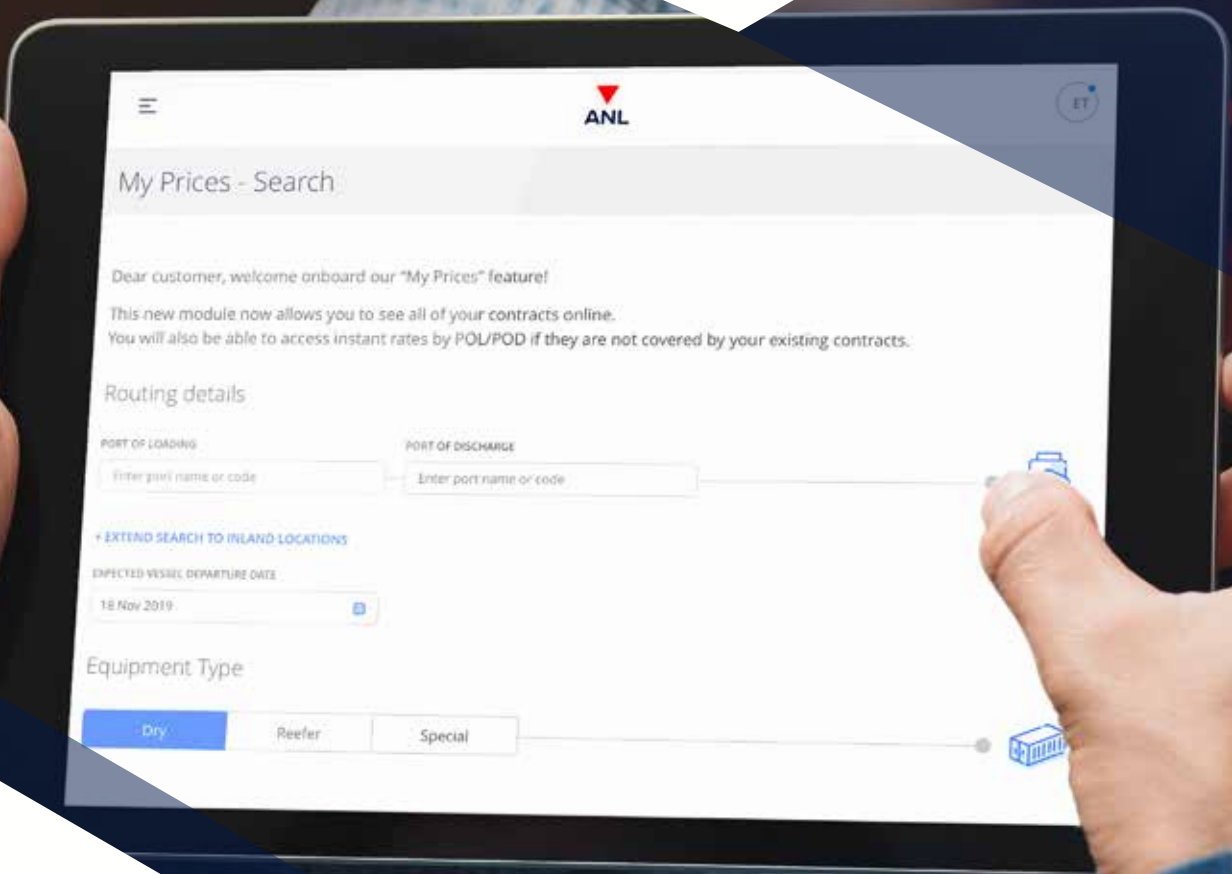 ANL
ET
My Prices - Search
Dear customer, welcome onboard our "My Prices" feature!
This new module now allows you to see all of your contracts online.
You will also be able to access instant rates by POL/POD if they are not covered by your existing contracts.
Routing details
PORT OF LOADING
PORT OF DISCHARGE
Enter port name or code
Enter port name or code
+ EXTEND SEARCH TO INLAND LOCATIONS
EXPECTED VESSEL DEPARTURE DATE
18 Nov 2019
Equipment Type
Dry
Reefer
Special